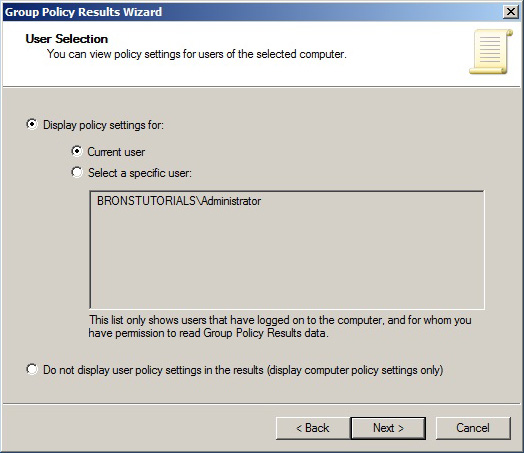 Group Policy Results Wizard
User Selection
You can view policy settings for users of the selected computer.
Display policy settings for:
Current user
Select a specific user:
BRONSTUTORIALS\Administrator
This list only shows users that have logged on to the computer, and for whom you
have permission to read Group Policy Results data.
Do not display user policy settings in the results (display computer policy settings only)
< Back
Next >
Cancel